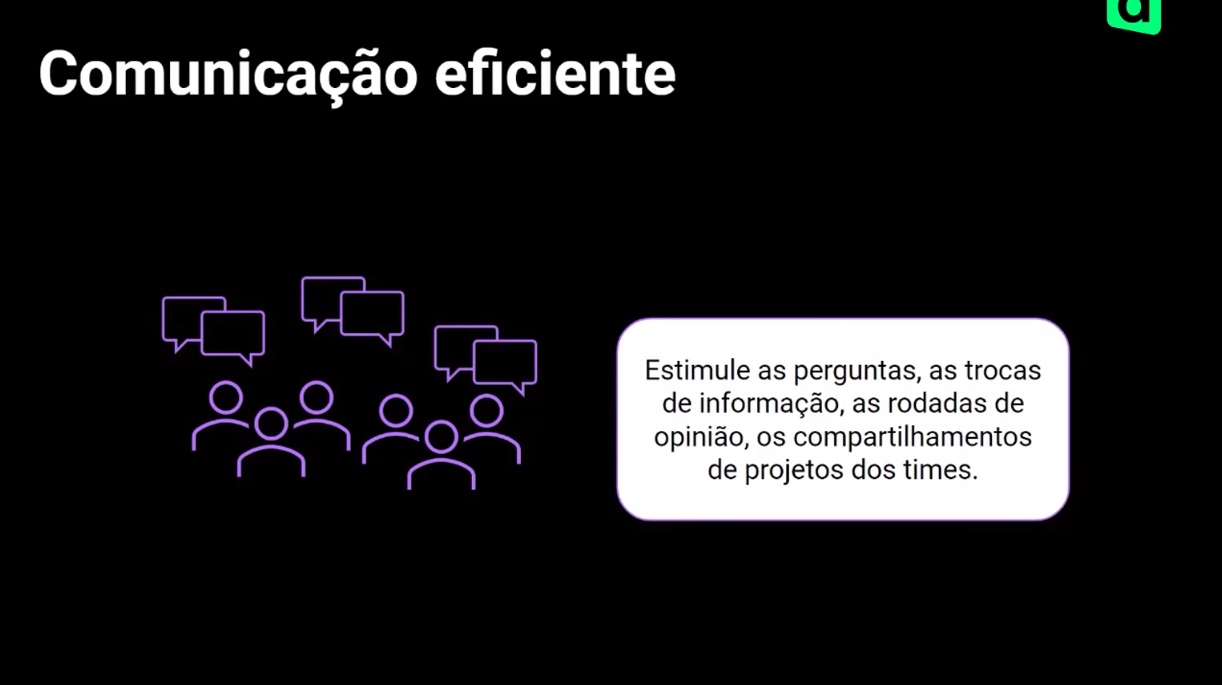 Comunicação eficiente
Estimule as perguntas, as trocas
de informação, as rodadas de
opinião, os compartilhamentos
de projetos dos times.